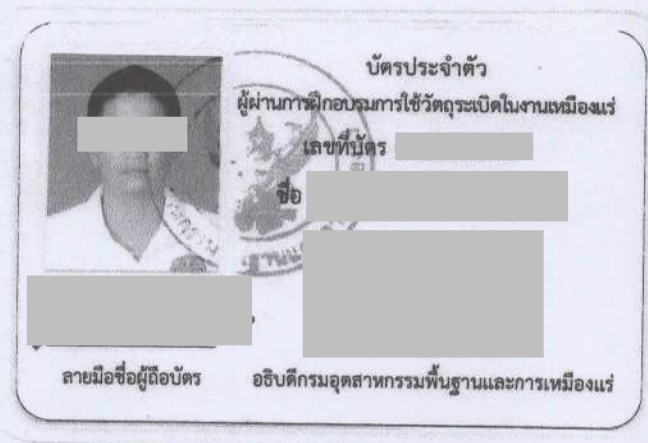 บัตรประจำตัว
ผู้ผ่านการฝึกอบรมการใช้วัตถุระเบิดในงานเหมืองแร่
เลขที่บัตร
ชื่อ
ลายมือชื่อผู้ถือบัตร
อธิบดีกรมอุตสาหกรรมพื้นฐานและการเหมืองแร่